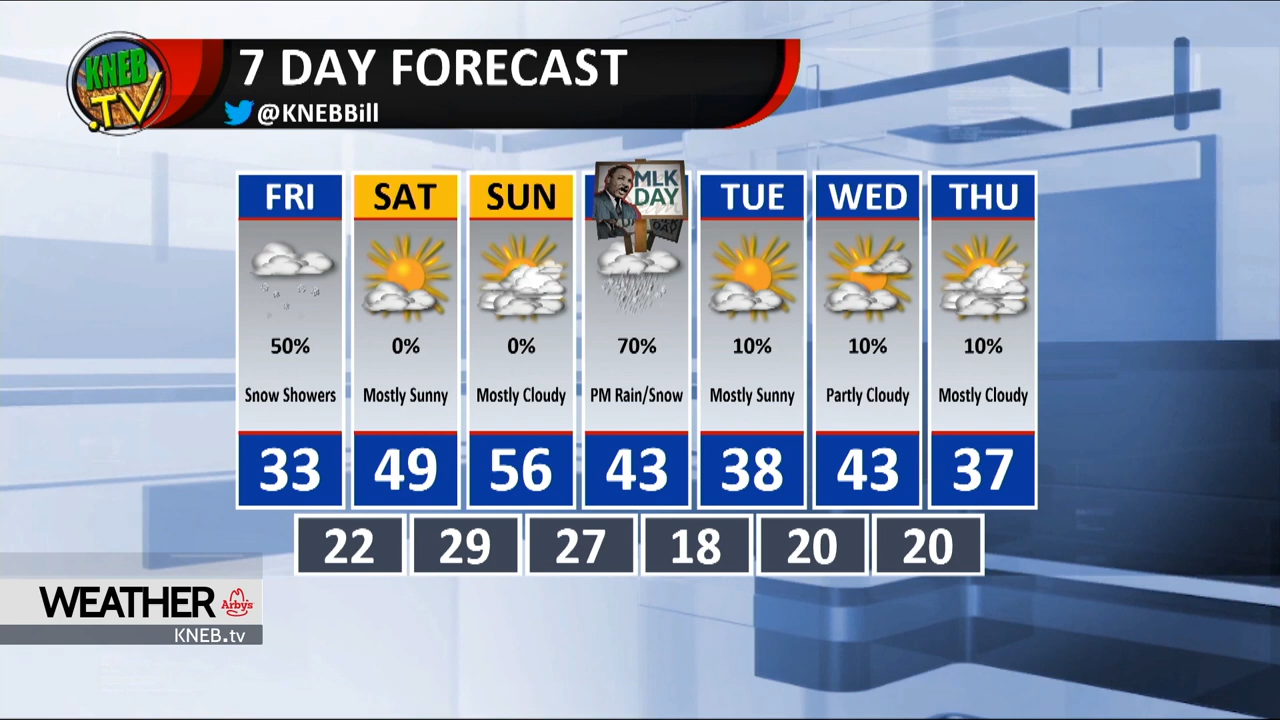 KNEB
.TV
7 DAY FORECAST
@KNEBBill
FRI SAT SUN MLK DAY TUE WED THU
DAY
50% 0% 0% 70% 10% 10% 10%
Snow Showers Mostly Sunny Mostly Cloudy PM Rain/Snow Mostly Sunny Partly Cloudy Mostly Cloudy
33 49 56 43 38 43 37
22 29 27 18 20 20
WEATHER Arby's
KNEB.tv